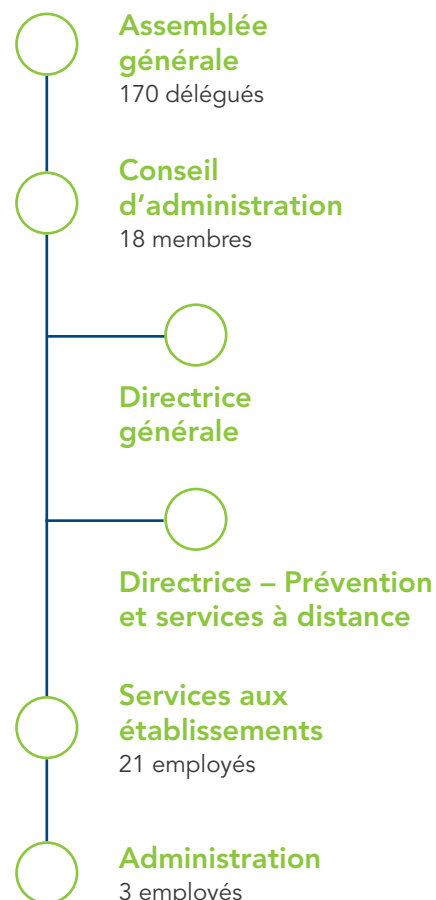 Assemblée
générale
170 délégués
Conseil
d’administration
18 membres
Directrice
générale
Directrice – Prévention
et services à distance
Services aux
établissements
21 employés
Administration
3 employés